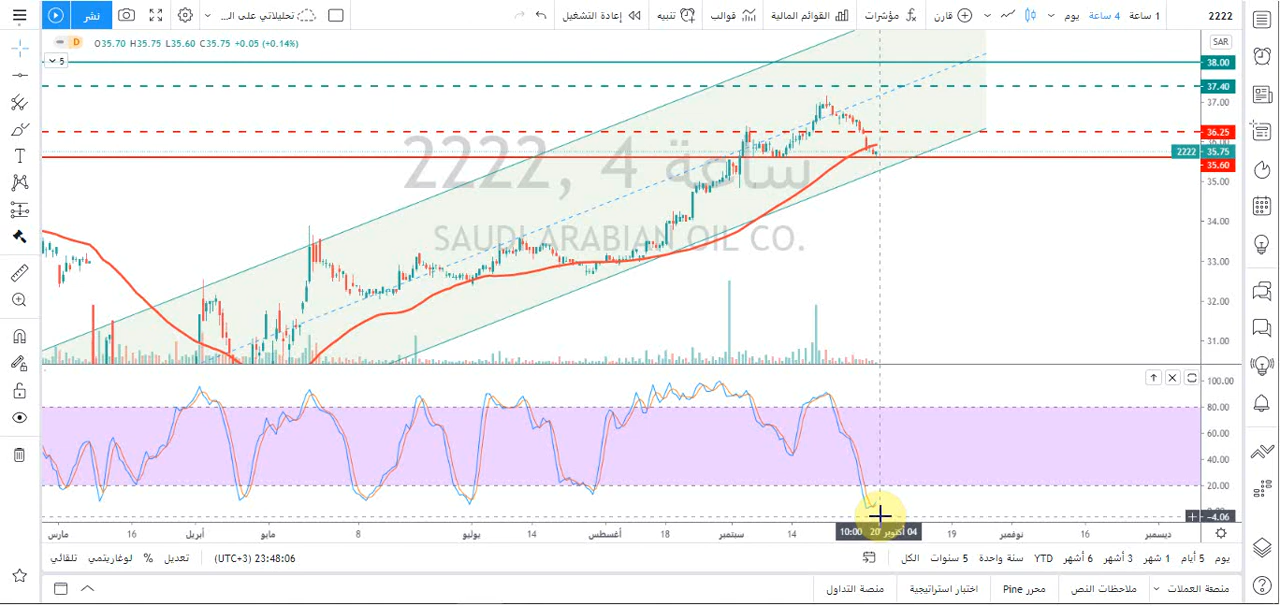 2222
1 ساعة
4 ساعة
يوم
قارن
مؤشرات
القوائم المالية
قوالب
تنبيه
إعادة التشغيل
تحليلاتي على الـ...
نشر
D O35.70 H35.75 L35.60 C35.75 +0.05 (+0.14%)
5
SAR
38.00
37.40
37.00
36.25
2222 35.75
35.60
35.00
34.00
33.00
32.00
31.00
2222, 4 ساعة
SAUDI ARABIAN OIL CO.
100.00
80.00
60.00
40.00
20.00
-4.06
مارس
16
أبريل
مايو
8
يوليو
14
أغسطس
18
سبتمبر
14
04 أكتوبر '20 10:00
19
نوفمبر
16
ديسمبر
يوم
5 أيام
1 شهر
3 أشهر
6 أشهر
YTD
سنة واحدة
5 سنوات
الكل
23:48:06 (UTC+3)
تعديل
%
لوغاريتمي
تلقائي
منصة العملات
ملاحظات النص
محرر Pine
اختبار استراتيجية
منصة التداول